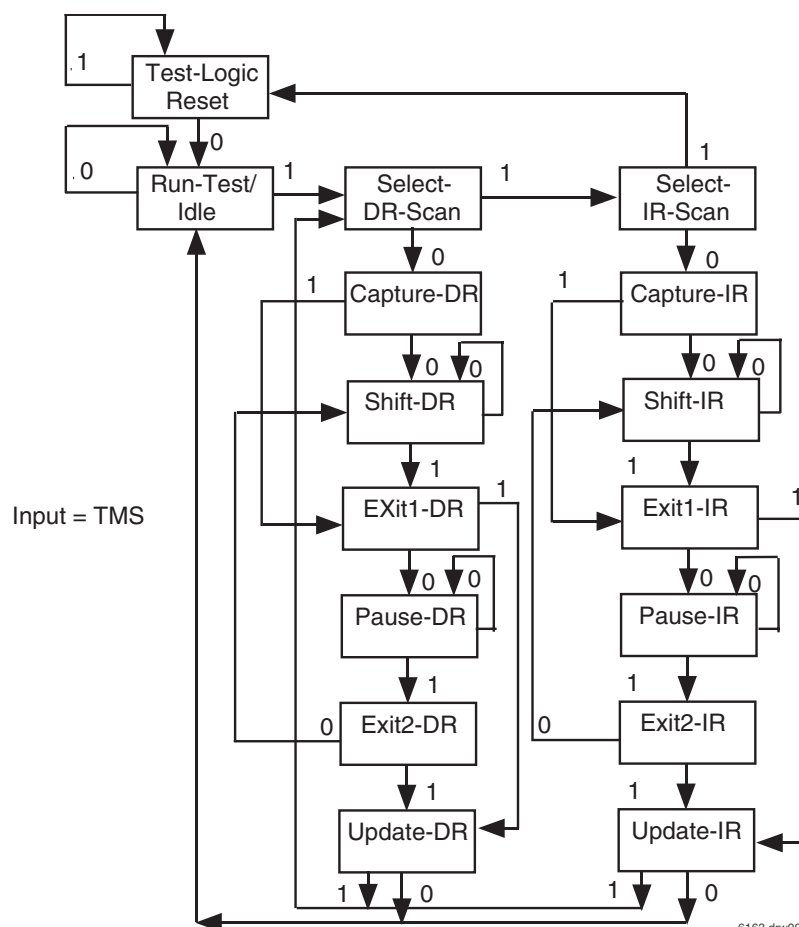 .1
Test-Logic
Reset
0
.0
Run-Test/
Idle
1
Select-
DR-Scan
1
1
Select-
IR-Scan
0
0
1
Capture-DR
1
Capture-IR
0
0
0
0
Shift-DR
Shift-IR
1
1
Input = TMS
EXit1-DR
1
Exit1-IR
1
0
0
0
0
Pause-DR
Pause-IR
1
1
0
Exit2-DR
0
Exit2-IR
1
1
Update-DR
Update-IR
1
0
1
0